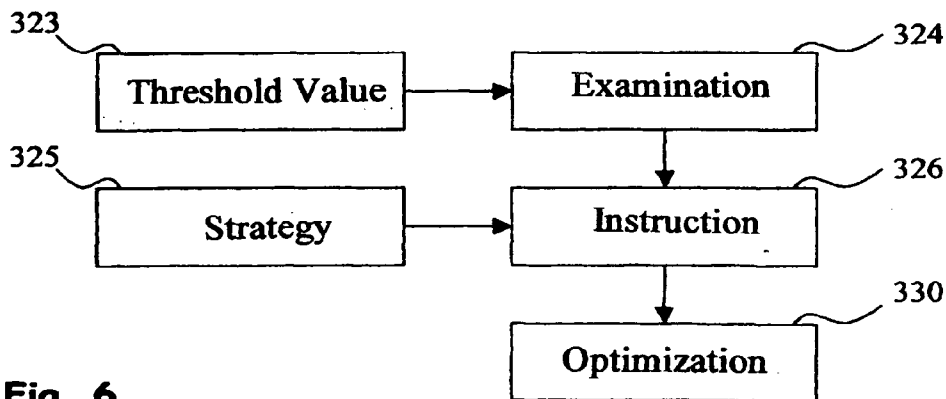 323
324
Threshold Value
Examination
325
326
Strategy
Instruction
330
Optimization
Fig. 6